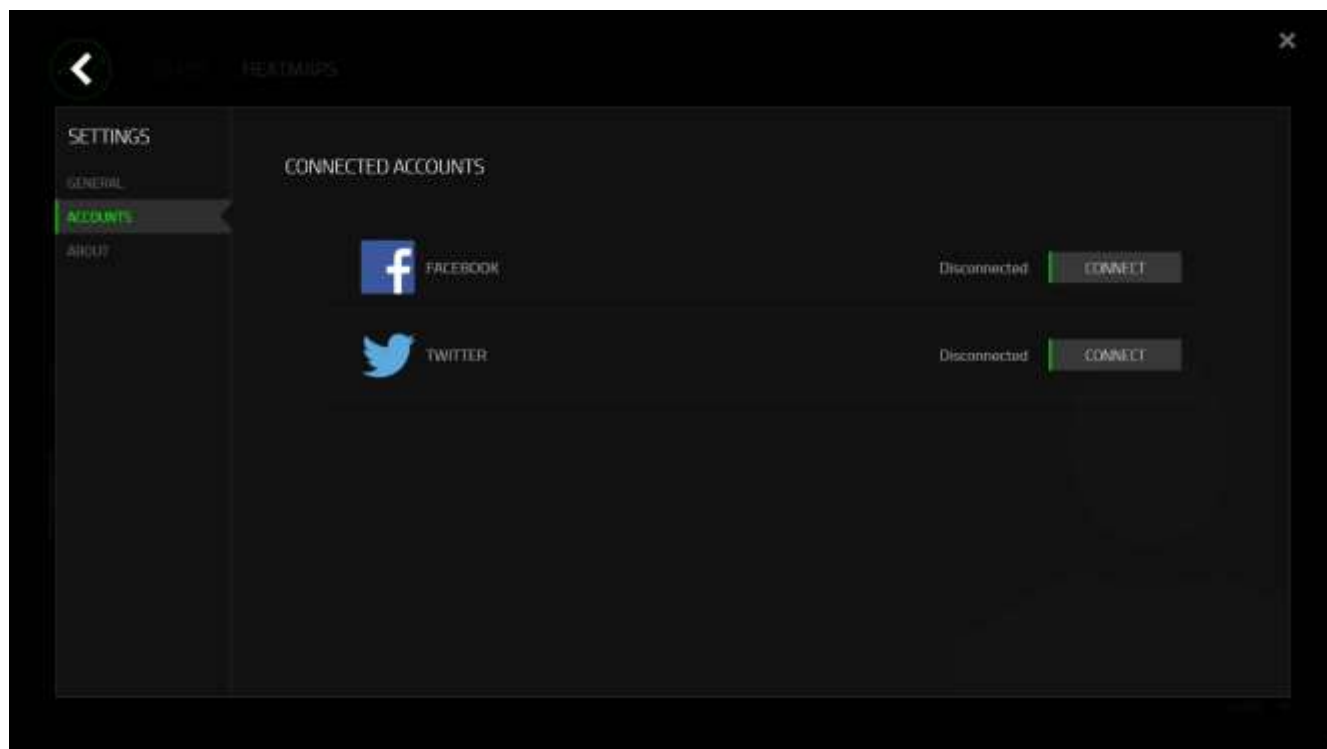 HEATMAPS
SETTINGS
GENERAL
ACCOUNTS
ABOUT
CONNECTED ACCOUNTS
FACEBOOK Disconnected CONNECT
TWITTER Disconnected CONNECT